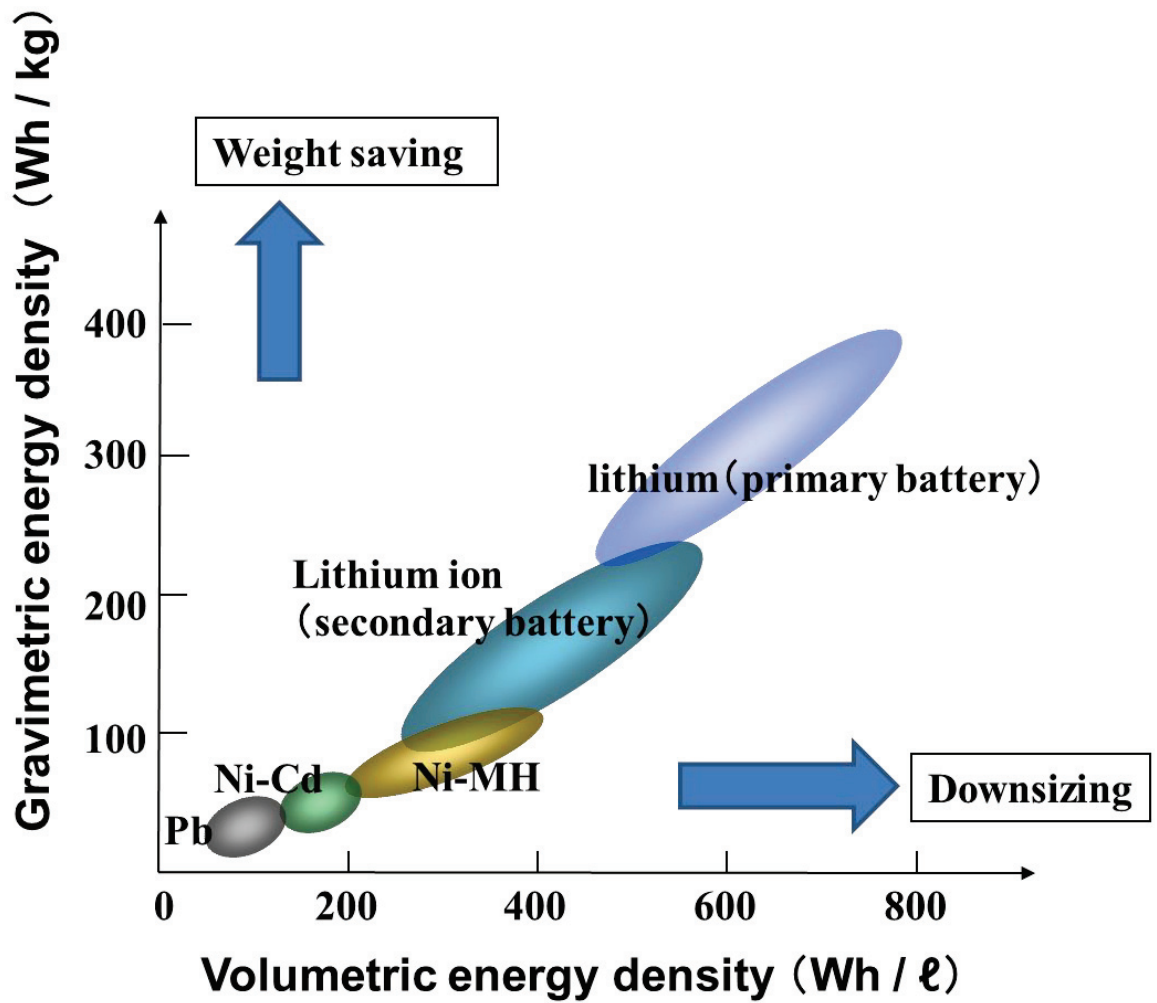 Gravimetric energy density（Wh / kg）
Weight saving
400
300
200
100
lithium（primary battery）
Lithium ion
（secondary battery）
Ni-Cd
Ni-MH
Pb
Downsizing
0
200
400
600
800
Volumetric energy density（Wh / ℓ）